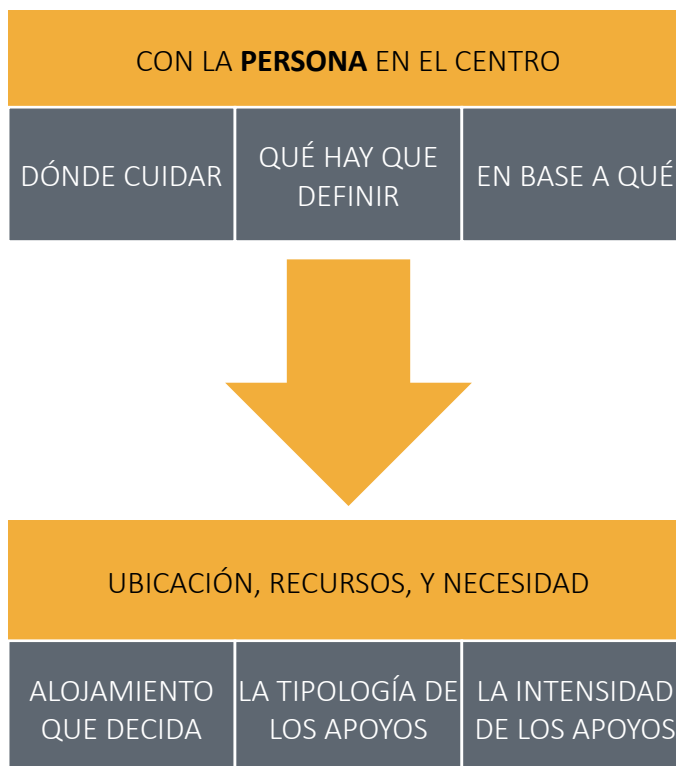 CON LA PERSONA EN EL CENTRO
DÓNDE CUIDAR
QUÉ HAY QUE
DEFINIR
EN BASE A QUÉ
UBICACIÓN, RECURSOS, Y NECESIDAD
ALOJAMIENTO
QUE DECIDA
LA TIPOLOGÍA DE
LOS APOYOS
LA INTENSIDAD
DE LOS APOYOS